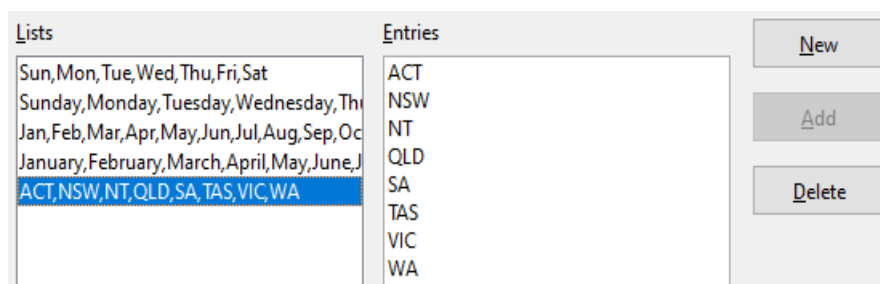 Lists
Sun,Mon,Tue,Wed,Thu,Fri,Sat
Sunday,Monday,Tuesday,Wednesday,Thu
Jan,Feb,Mar,Apr,May,Jun,Jul,Aug,Sep,Oc
January,February,March,April,May,June,J
ACT,NSW,NT,QLD,SA,TAS,VIC,WA
Entries
ACT
NSW
NT
QLD
SA
TAS
VIC
WA
New
Add
Delete